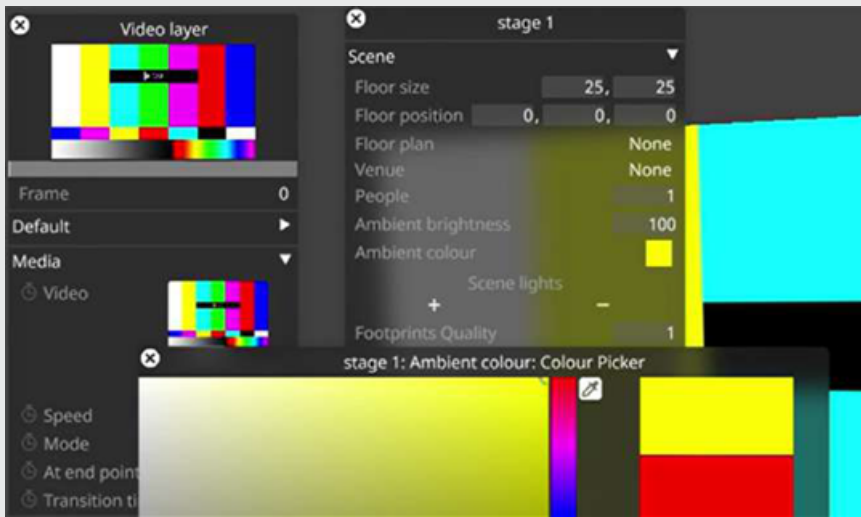 Video layer
Frame 0
Default
Media
Video
Speed
Mode
At end point
Transition ti
stage 1
Scene
Floor size 25, 25
Floor position 0, 0, 0
Floor plan None
Venue None
People 1
Ambient brightness 100
Ambient colour
Scene lights
+ −
Footprints Quality 1
stage 1: Ambient colour: Colour Picker